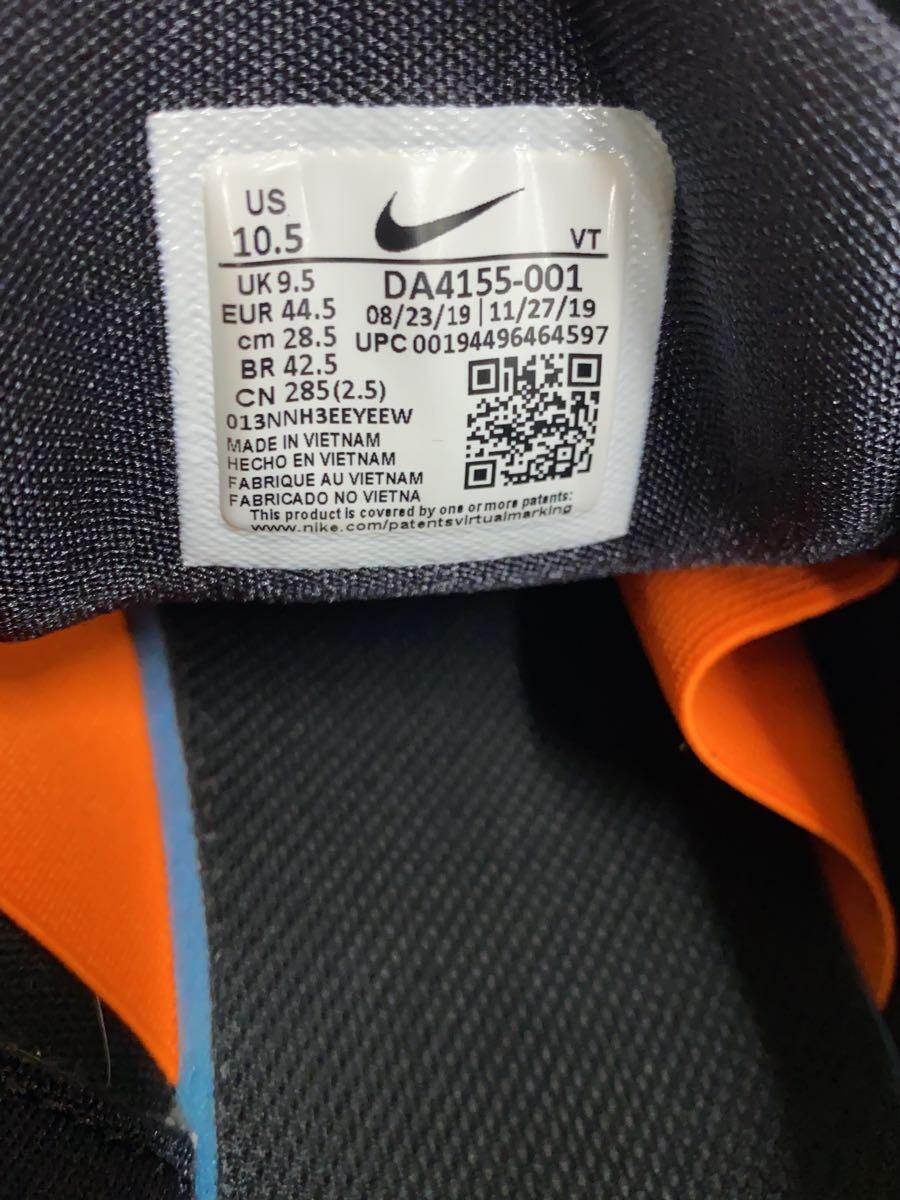 US
10.5
VT
UK 9.5
EUR 44.5
cm 28.5
BR 42.5
CN 285(2.5)
DA4155-001
08/23/19 | 11/27/19
UPC 00194496464597
013NNH3EEYEEW
MADE IN VIETNAM
HECHO EN VIETNAM
FABRIQUE AU VIETNAM
FABRICADO NO VIETNA
This product is covered by one or more patents:
www.nike.com/patentsvirtualmarking